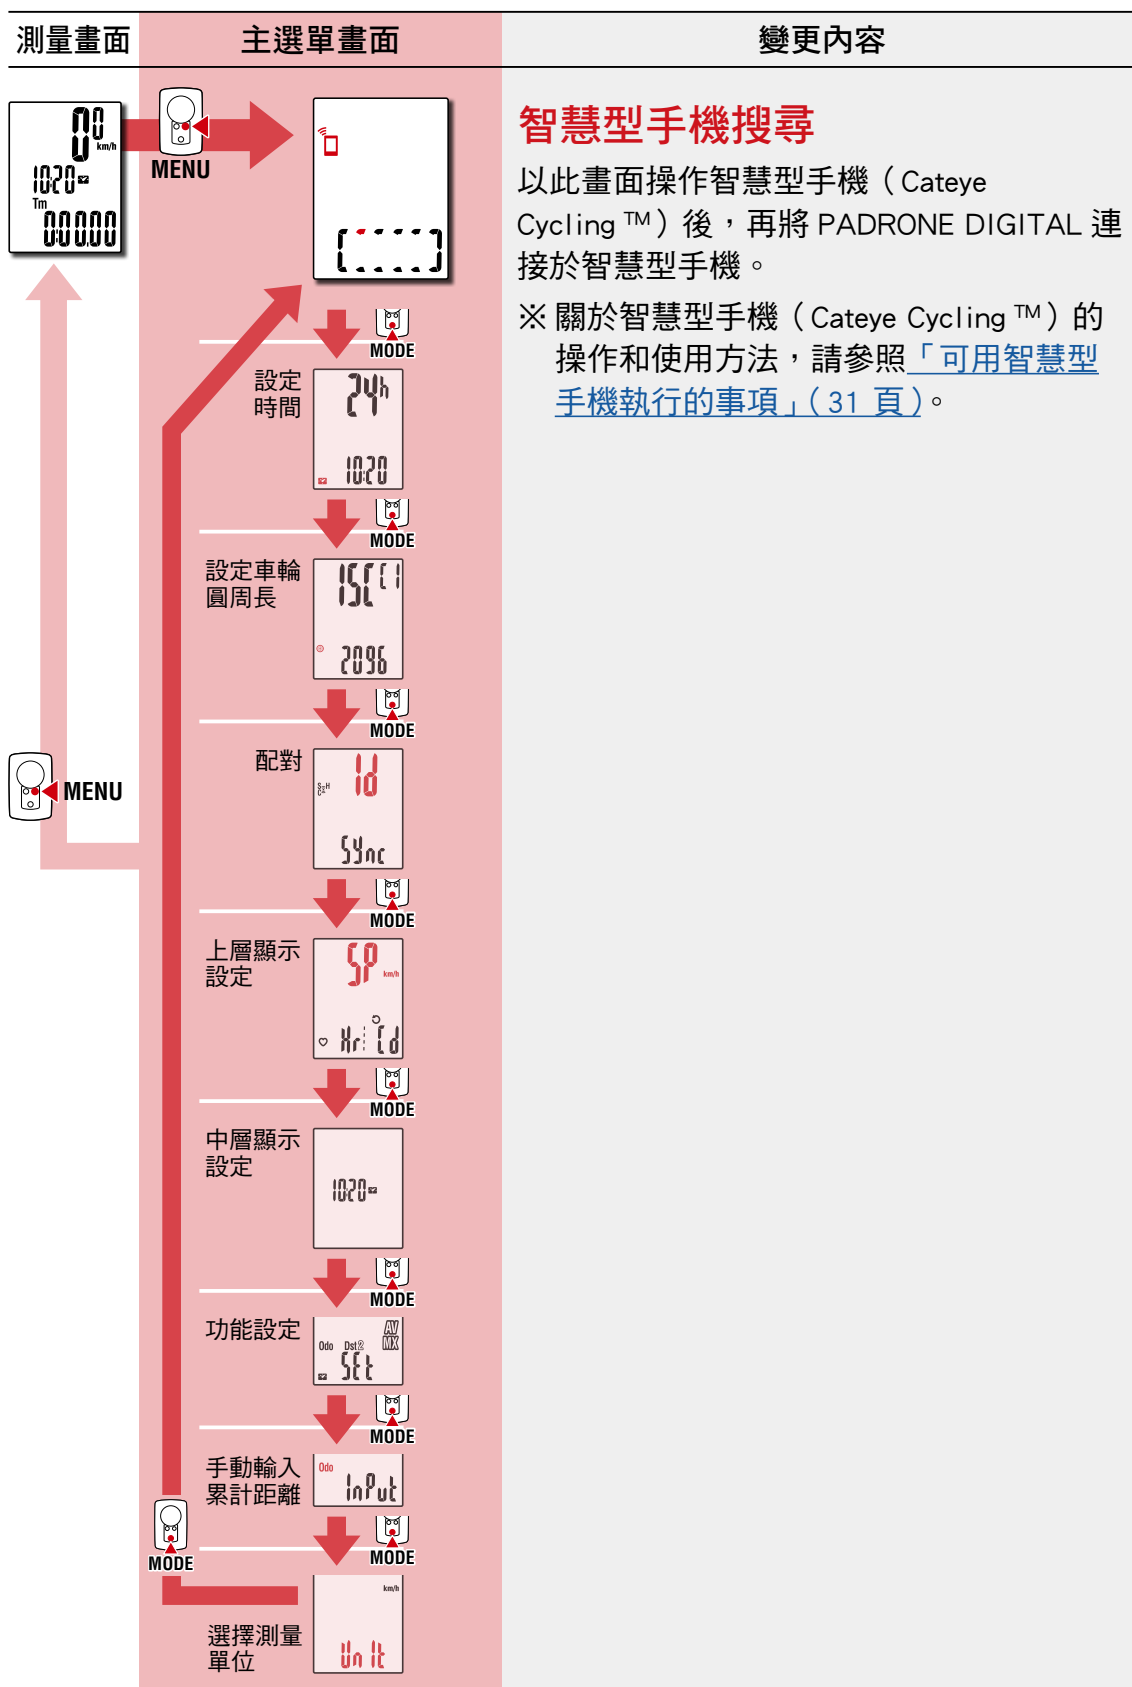 測量畫面 主選單畫面 變更內容
00 km/h
MENU
10:20
Tm
0:00.00
智慧型手機搜尋
以此畫面操作智慧型手機（Cateye
Cycling™）後，再將 PADRONE DIGITAL 連
接於智慧型手機。
※ 關於智慧型手機（Cateye Cycling™）的
操作和使用方法，請參照「可用智慧型
手機執行的事項」（31 頁）。
MODE
設定
時間
24h
10:20
MODE
設定車輪
圓周長
2096
MODE
配對
Id
Sync
MENU
MODE
上層顯示
設定
SP km/h
Hr Cd
MODE
中層顯示
設定
10:20
MODE
功能設定
AV
Odo Dst2 MX
SEt
MODE
手動輸入
累計距離
Odo
InPut
MODE
MODE
km/h
選擇測量
單位
UnIt